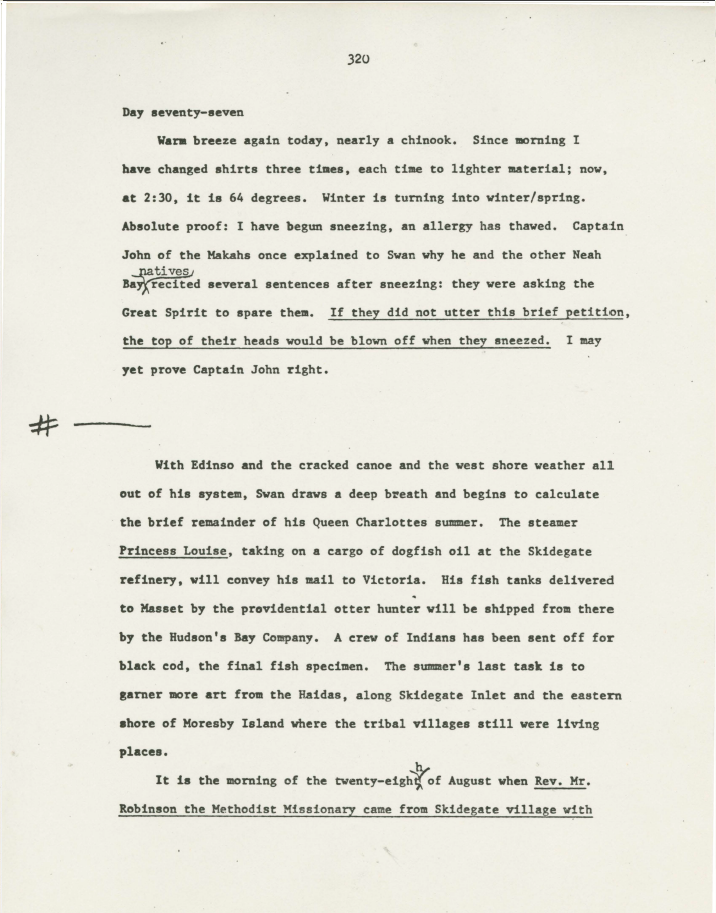 320
Day seventy-seven
Warm breeze again today, nearly a chinook. Since morning I
have changed shirts three times, each time to lighter material; now,
at 2:30, it is 64 degrees. Winter is turning into winter/spring.
Absolute proof: I have begun sneezing, an allergy has thawed. Captain
John of the Makahs once explained to Swan why he and the other Neah
natives
Bay recited several sentences after sneezing: they were asking the
Great Spirit to spare them. If they did not utter this brief petition,
the top of their heads would be blown off when they sneezed. I may
yet prove Captain John right.
#
With Edinso and the cracked canoe and the west shore weather all
out of his system, Swan draws a deep breath and begins to calculate
the brief remainder of his Queen Charlottes summer. The steamer
Princess Louise, taking on a cargo of dogfish oil at the Skidegate
refinery, will convey his mail to Victoria. His fish tanks delivered
to Masset by the providential otter hunter will be shipped from there
by the Hudson's Bay Company. A crew of Indians has been sent off for
black cod, the final fish specimen. The summer's last task is to
garner more art from the Haidas, along Skidegate Inlet and the eastern
shore of Moresby Island where the tribal villages still were living
places.
h
It is the morning of the twenty-eight of August when Rev. Mr.
Robinson the Methodist Missionary came from Skidegate village with